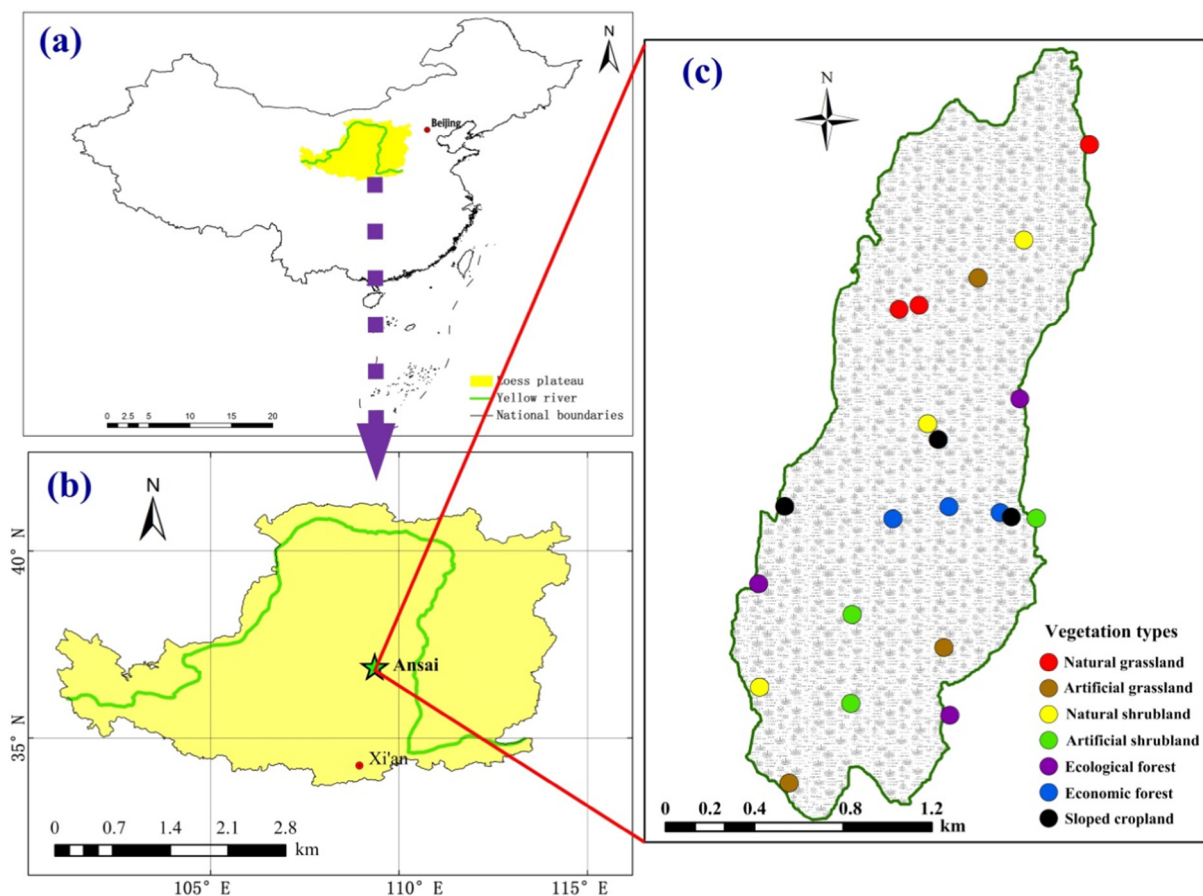 (a)
N
Beijing
Loess plateau
Yellow river
National boundaries
0 2.5 5 10 15 20
(b)
N
40° N
35° N
Ansai
Xi'an
0 0.7 1.4 2.1 2.8
km
105° E 110° E 115° E
(c)
N
Vegetation types
Natural grassland
Artificial grassland
Natural shrubland
Artificial shrubland
Ecological forest
Economic forest
Sloped cropland
0 0.2 0.4 0.8 1.2
km